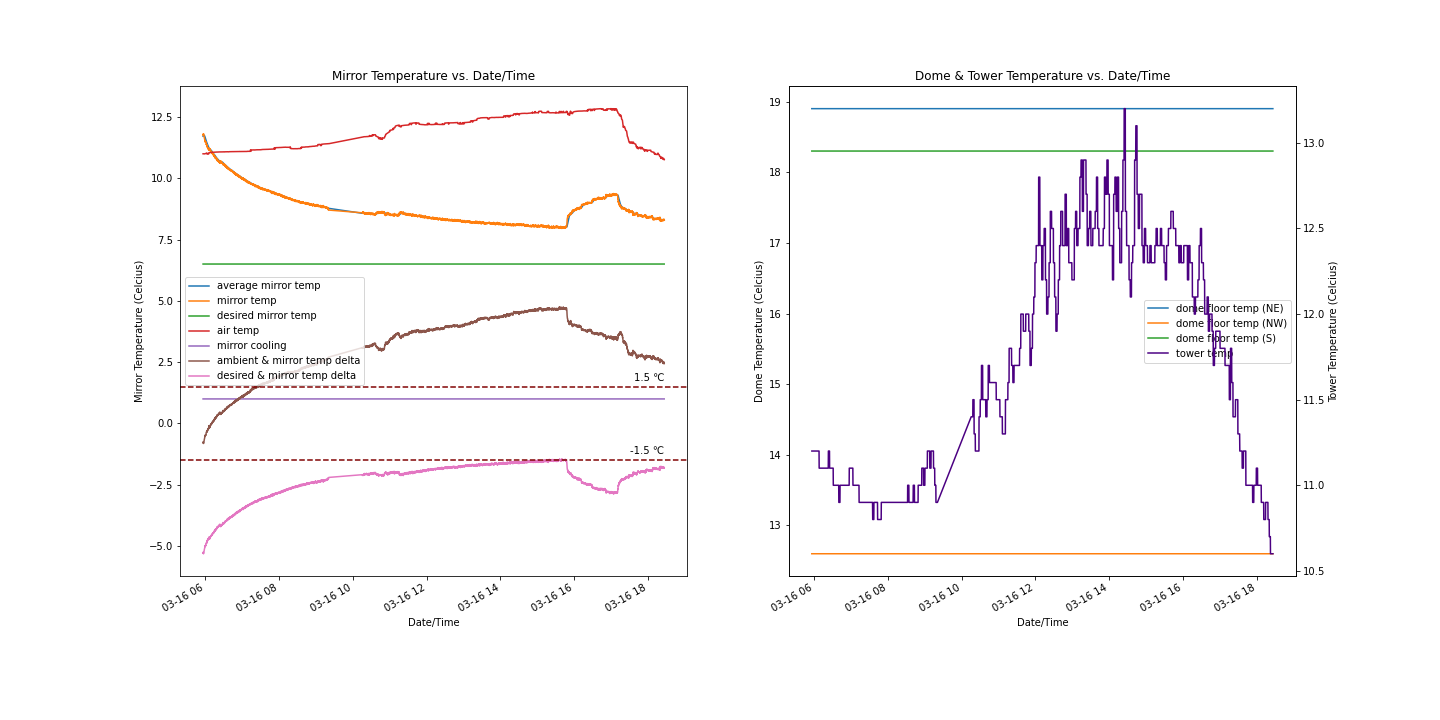 Mirror Temperature vs. Date/Time
Mirror Temperature (Celcius)
12.5
10.0
7.5
5.0
2.5
0.0
−2.5
−5.0
average mirror temp
mirror temp
desired mirror temp
air temp
mirror cooling
ambient & mirror temp delta
desired & mirror temp delta
1.5 °C
-1.5 °C
03-16 06
03-16 08
03-16 10
03-16 12
03-16 14
03-16 16
03-16 18
Date/Time
Dome & Tower Temperature vs. Date/Time
Dome Temperature (Celcius)
19
18
17
16
15
14
13
dome floor temp (NE)
dome floor temp (NW)
dome floor temp (S)
tower temp
13.0
12.5
12.0
11.5
11.0
10.5
Tower Temperature (Celcius)
03-16 06
03-16 08
03-16 10
03-16 12
03-16 14
03-16 16
03-16 18
Date/Time